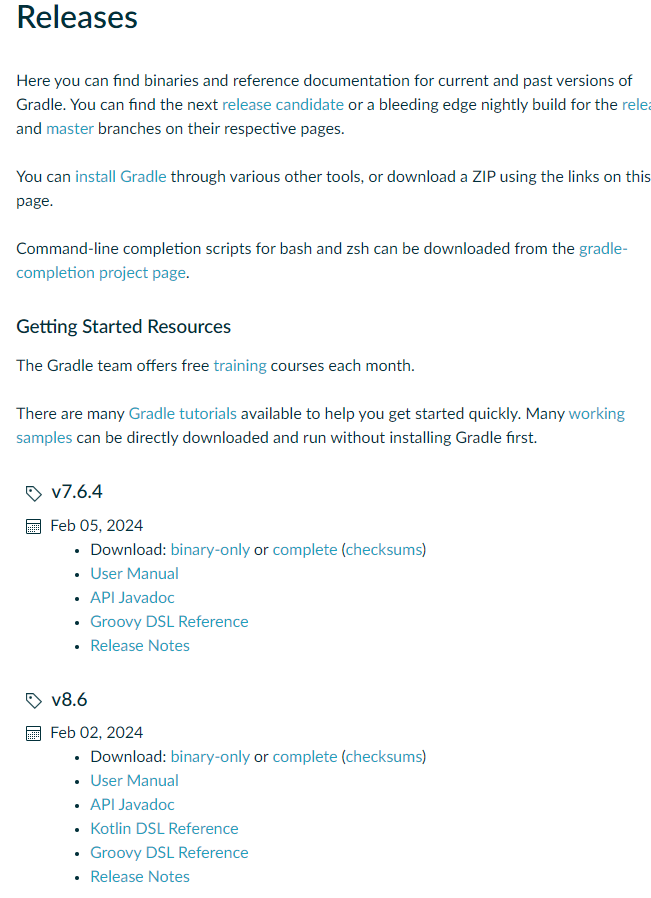 Releases
Here you can find binaries and reference documentation for current and past versions of
Gradle. You can find the next release candidate or a bleeding edge nightly build for the
and master branches on their respective pages.
You can install Gradle through various other tools, or download a ZIP using the links on this
page.
Command-line completion scripts for bash and zsh can be downloaded from the gradle-
completion project page.
Getting Started Resources
The Gradle team offers free training courses each month.
There are many Gradle tutorials available to help you get started quickly. Many working
samples can be directly downloaded and run without installing Gradle first.
v7.6.4
Feb 05, 2024
• Download: binary-only or complete (checksums)
• User Manual
• API Javadoc
• Groovy DSL Reference
• Release Notes
v8.6
Feb 02, 2024
• Download: binary-only or complete (checksums)
• User Manual
• API Javadoc
• Kotlin DSL Reference
• Groovy DSL Reference
• Release Notes